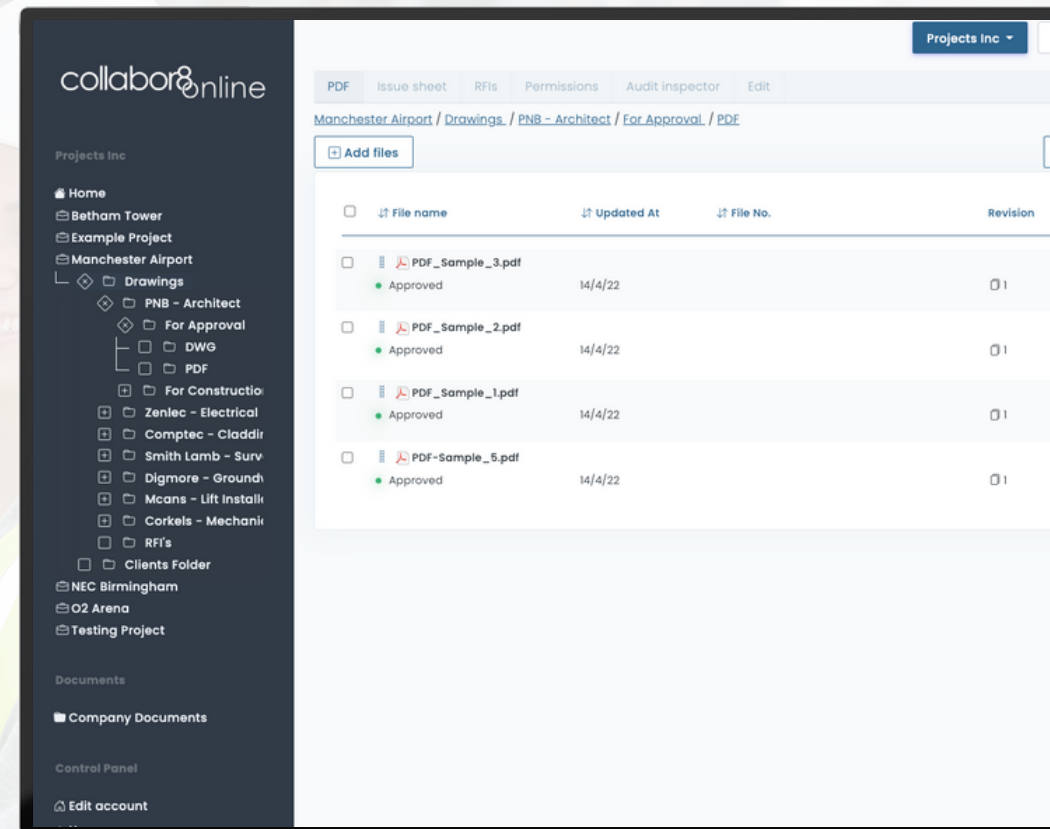 Projects Inc
collabor8online
PDF Issue sheet RFIs Permissions Audit inspector Edit
Manchester Airport / Drawings / PNB - Architect / For Approval / PDF
Add files
Projects Inc
Home
Betham Tower
Example Project
Manchester Airport
Drawings
PNB - Architect
For Approval
DWG
PDF
For Constructio
Zenlec - Electrical
Comptec - Claddin
Smith Lamb - Surv
Digmore - Ground
Mcans - Lift Install
Corkels - Mechani
RFI's
Clients Folder
NEC Birmingham
O2 Arena
Testing Project
Documents
Company Documents
Control Panel
Edit account
File name Updated At File No. Revision
PDF_Sample_3.pdf
Approved 14/4/22 1
PDF_Sample_2.pdf
Approved 14/4/22 1
PDF_Sample_1.pdf
Approved 14/4/22 1
PDF-Sample_5.pdf
Approved 14/4/22 1